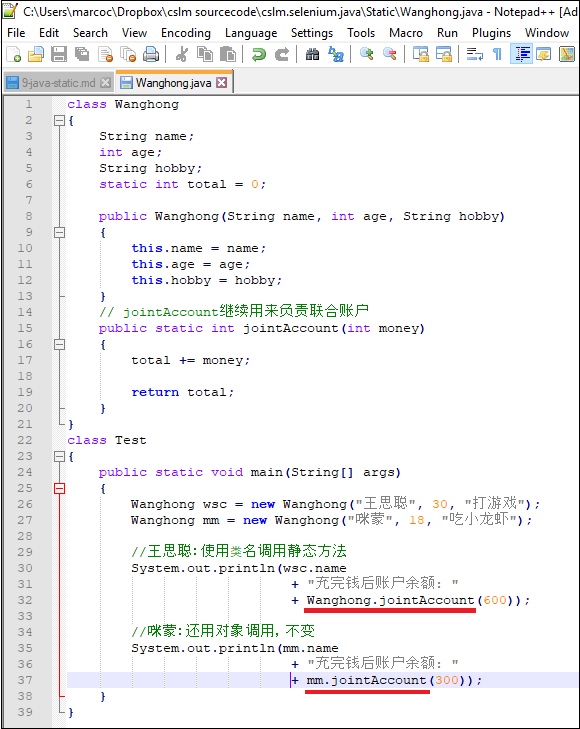 C:\Users\marcoc\Dropbox\cslm sourcecode\cslm.selenium.java\Static\Wanghong.java - Notepad++ [Ad
File Edit Search View Encoding Language Settings Tools Macro Run Plugins Window
9-java-static.md Wanghong.java
1 class Wanghong
2 {
3 String name;
4 int age;
5 String hobby;
6 static int total = 0;
7
8 public Wanghong(String name, int age, String hobby)
9 {
10 this.name = name;
11 this.age = age;
12 this.hobby = hobby;
13 }
14 // jointAccount继续用来负责联合账户
15 public static int jointAccount(int money)
16 {
17 total += money;
18
19 return total;
20 }
21 }
22 class Test
23 {
24 public static void main(String[] args)
25 {
26 Wanghong wsc = new Wanghong("王思聪", 30, "打游戏");
27 Wanghong mm = new Wanghong("咪蒙", 18, "吃小龙虾");
28
29 //王思聪:使用类名调用静态方法
30 System.out.println(wsc.name
31 + "充完钱后账户余额："
32 + Wanghong.jointAccount(600));
33
34 //咪蒙:还用对象调用,不变
35 System.out.println(mm.name
36 + "充完钱后账户余额："
37 + mm.jointAccount(300));
38 }
39 }